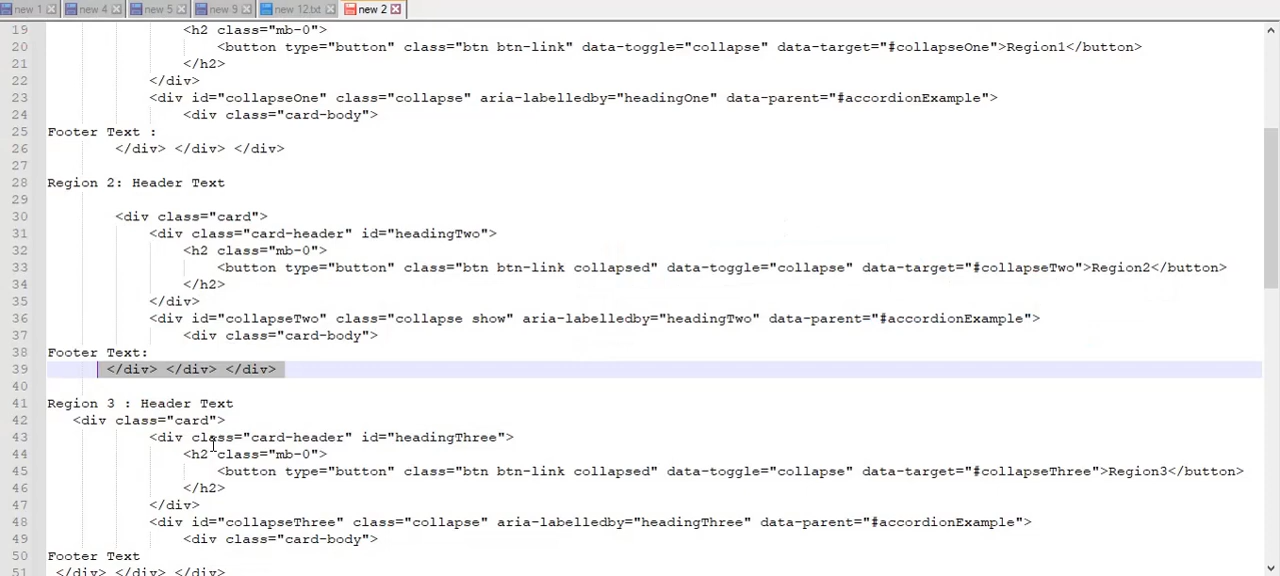 new 1 new 4 new 5 new 9 new 12.txt new 2
19 <h2 class="mb-0">
20 <button type="button" class="btn btn-link" data-toggle="collapse" data-target="#collapseOne">Region1</button>
21 </h2>
22 </div>
23 <div id="collapseOne" class="collapse" aria-labelledby="headingOne" data-parent="#accordionExample">
24 <div class="card-body">
25 Footer Text :
26 </div> </div> </div>
27
28 Region 2: Header Text
29
30 <div class="card">
31 <div class="card-header" id="headingTwo">
32 <h2 class="mb-0">
33 <button type="button" class="btn btn-link collapsed" data-toggle="collapse" data-target="#collapseTwo">Region2</button>
34 </h2>
35 </div>
36 <div id="collapseTwo" class="collapse show" aria-labelledby="headingTwo" data-parent="#accordionExample">
37 <div class="card-body">
38 Footer Text:
39 </div> </div> </div>
40
41 Region 3 : Header Text
42 <div class="card">
43 <div class="card-header" id="headingThree">
44 <h2 class="mb-0">
45 <button type="button" class="btn btn-link collapsed" data-toggle="collapse" data-target="#collapseThree">Region3</button>
46 </h2>
47 </div>
48 <div id="collapseThree" class="collapse" aria-labelledby="headingThree" data-parent="#accordionExample">
49 <div class="card-body">
50 Footer Text
51 </div> </div> </div>